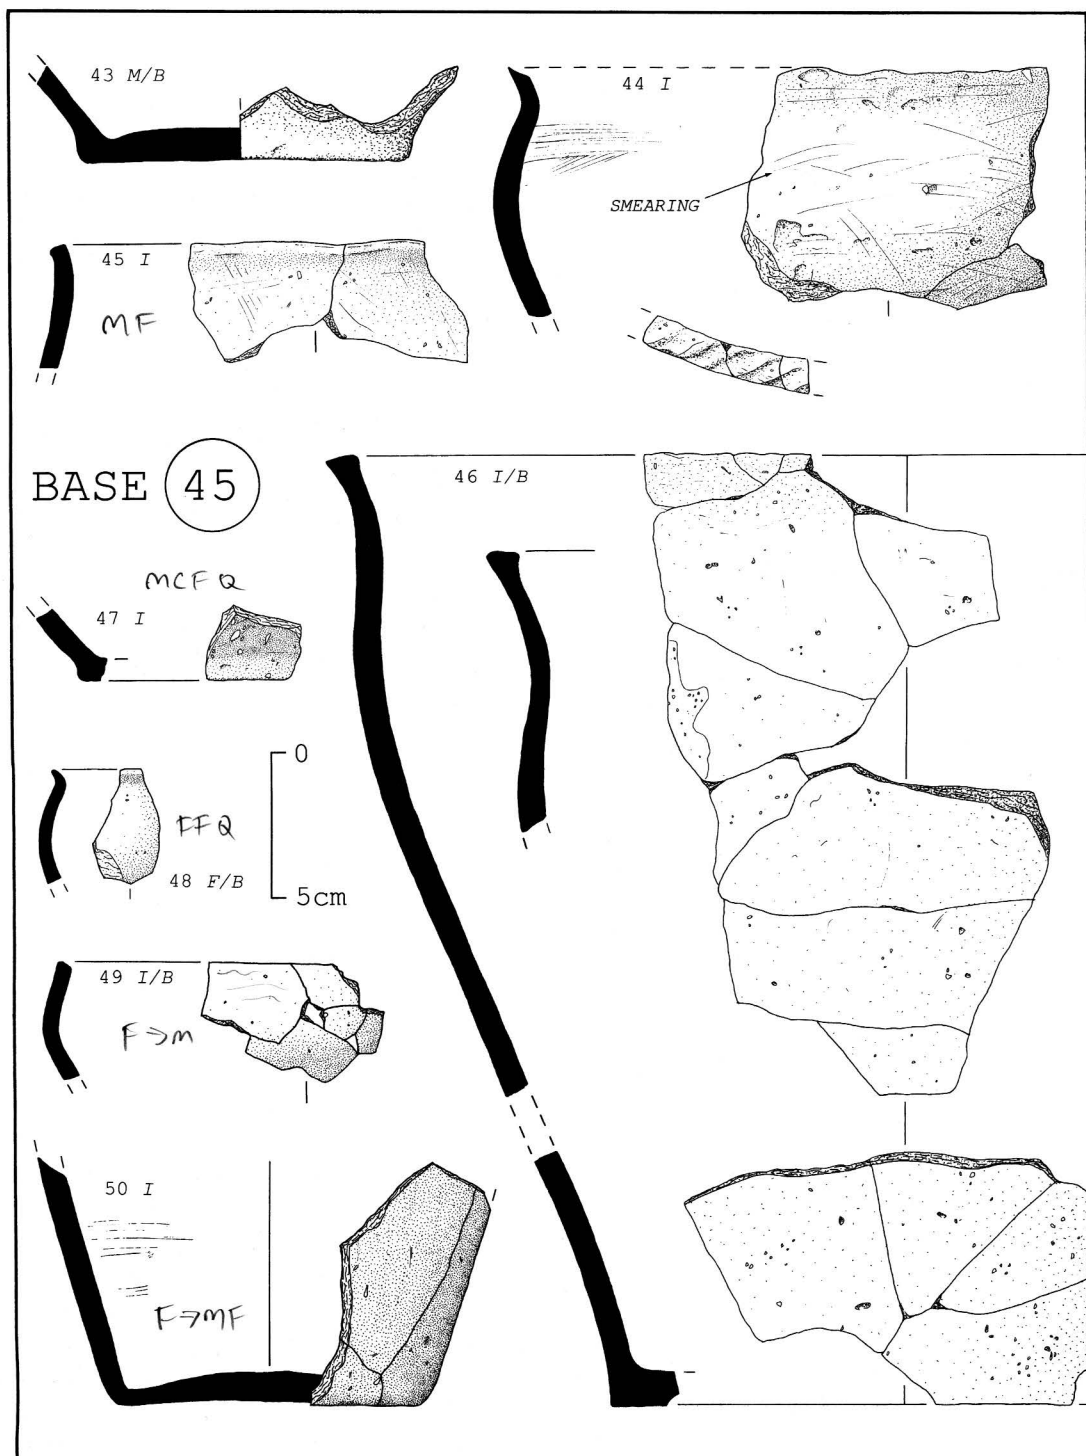 43 M/B
44 I
SMEARING
45 I
MF
BASE 45
46 I/B
MCFQ
47 I
0
FFQ
48 F/B
5cm
49 I/B
F→M
50 I
F→MF